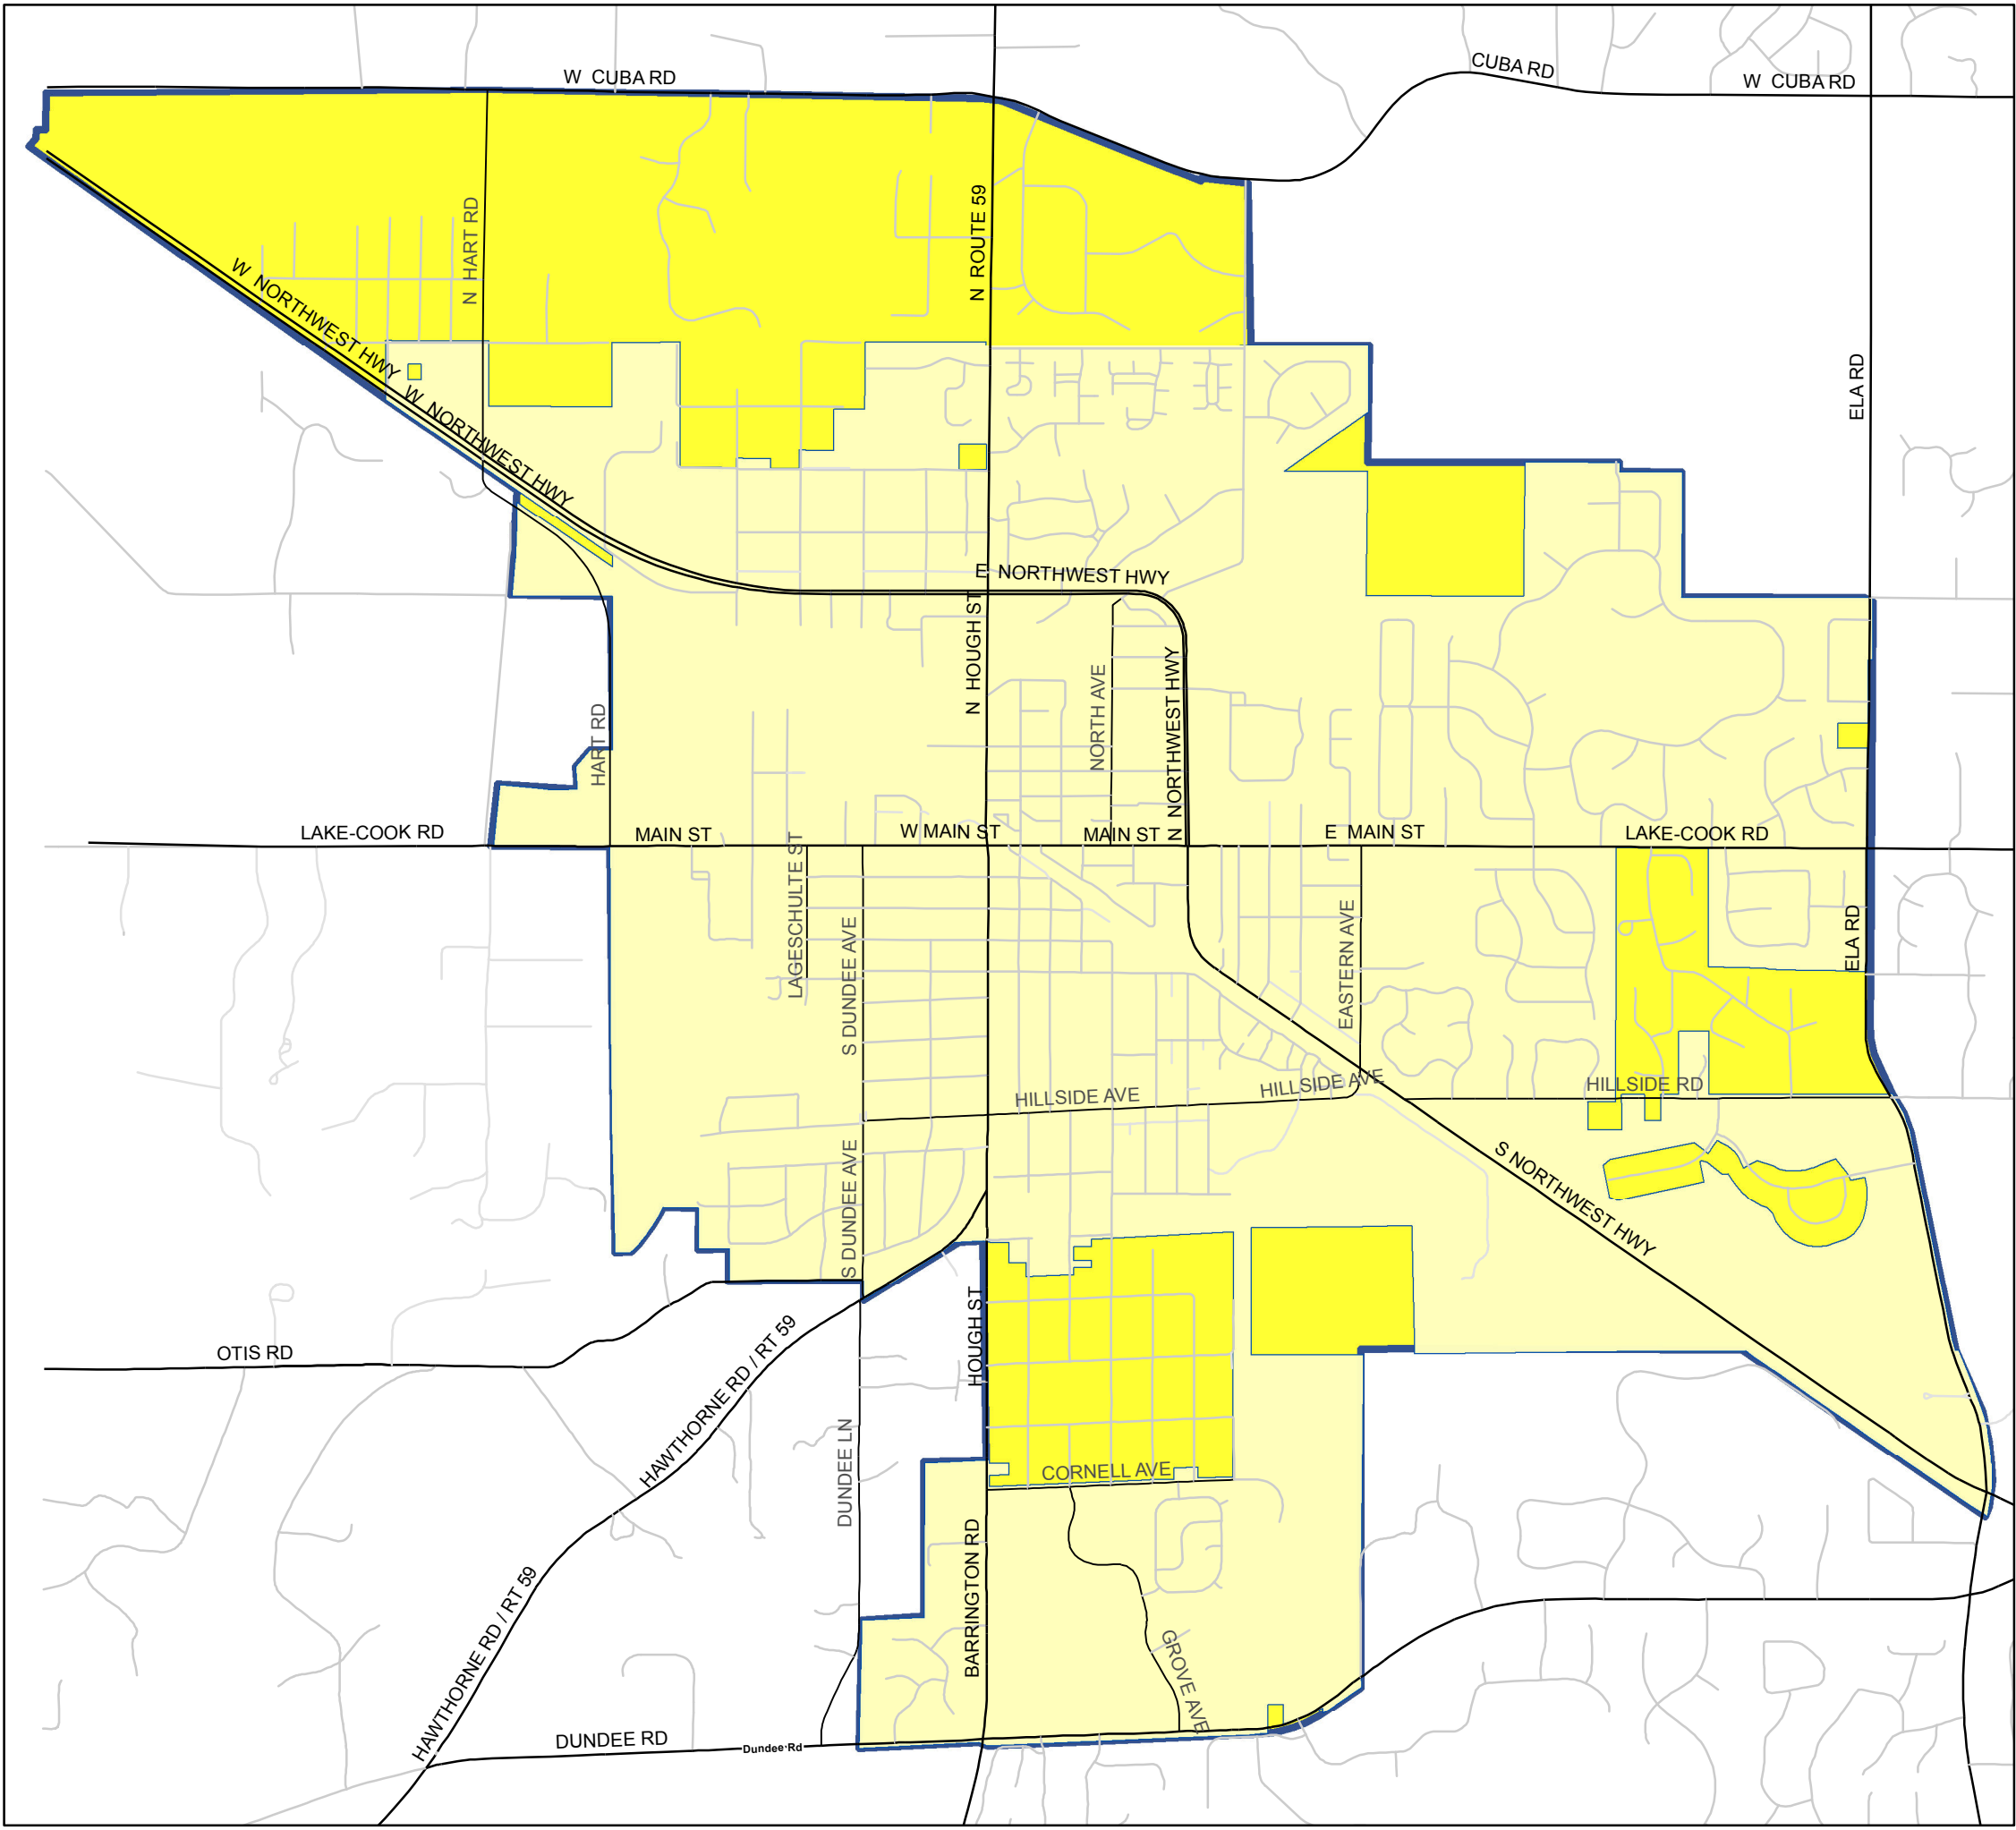 W CUBA RD
CUBA RD
W CUBA RD
N HART RD
N ROUTE 59
W NORTHWEST HWY
W NORTHWEST HWY
ELA RD
E NORTHWEST HWY
N HOUGH ST
NORTH AVE
N NORTHWEST HWY
HART RD
LAKE-COOK RD
MAIN ST
W MAIN ST
MAIN ST
E MAIN ST
LAKE-COOK RD
LAGESCHULTE ST
S DUNDEE AVE
EASTERN AVE
ELA RD
HILLSIDE AVE
HILLSIDE AVE
HILLSIDE RD
S DUNDEE AVE
S NORTHWEST HWY
OTIS RD
HAWTHORNE RD / RT 59
HOUGH ST
DUNDEE LN
CORNELL AVE
BARRINGTON RD
HAWTHORNE RD / RT 59
GROVE AVE
DUNDEE RD
Dundee Rd